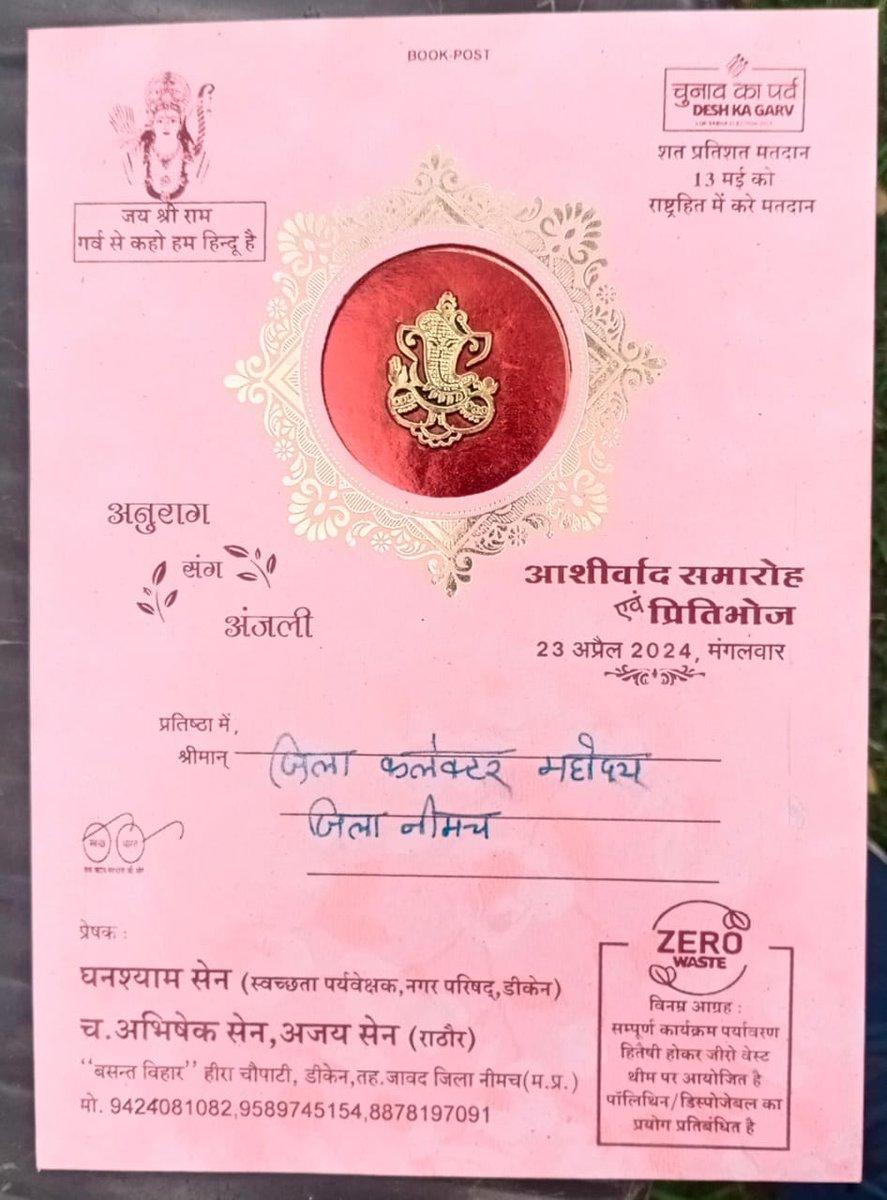 BOOK-POST
जय श्री राम
गर्व से कहो हम हिन्दू है
चुनाव का पर्व
DESH KA GARV
शत प्रतिशत मतदान
13 मई को
राष्ट्रहित में करे मतदान
अनुराग
संग
अंजली
आशीर्वाद समारोह
एवं प्रितिभोज
23 अप्रैल 2024, मंगलवार
प्रतिष्ठा में,
श्रीमान् जिला कलेक्टर महोदय
जिला नीमच
स्वच्छ भारत
प्रेषक :
घनश्याम सेन (स्वच्छता पर्यवेक्षक,नगर परिषद्,डीकेन)
च.अभिषेक सेन,अजय सेन (राठौर)
"बसन्त विहार" हीरा चौपाटी, डीकेन,तह.जावद जिला नीमच(म.प्र.)
मो. 9424081082,9589745154,8878197091
ZERO
WASTE
विनम्र आग्रह :
सम्पूर्ण कार्यक्रम पर्यावरण
हितैषी होकर जीरो वेस्ट
थीम पर आयोजित है
पॉलिथिन/डिस्पोजेबल का
प्रयोग प्रतिबंधित है